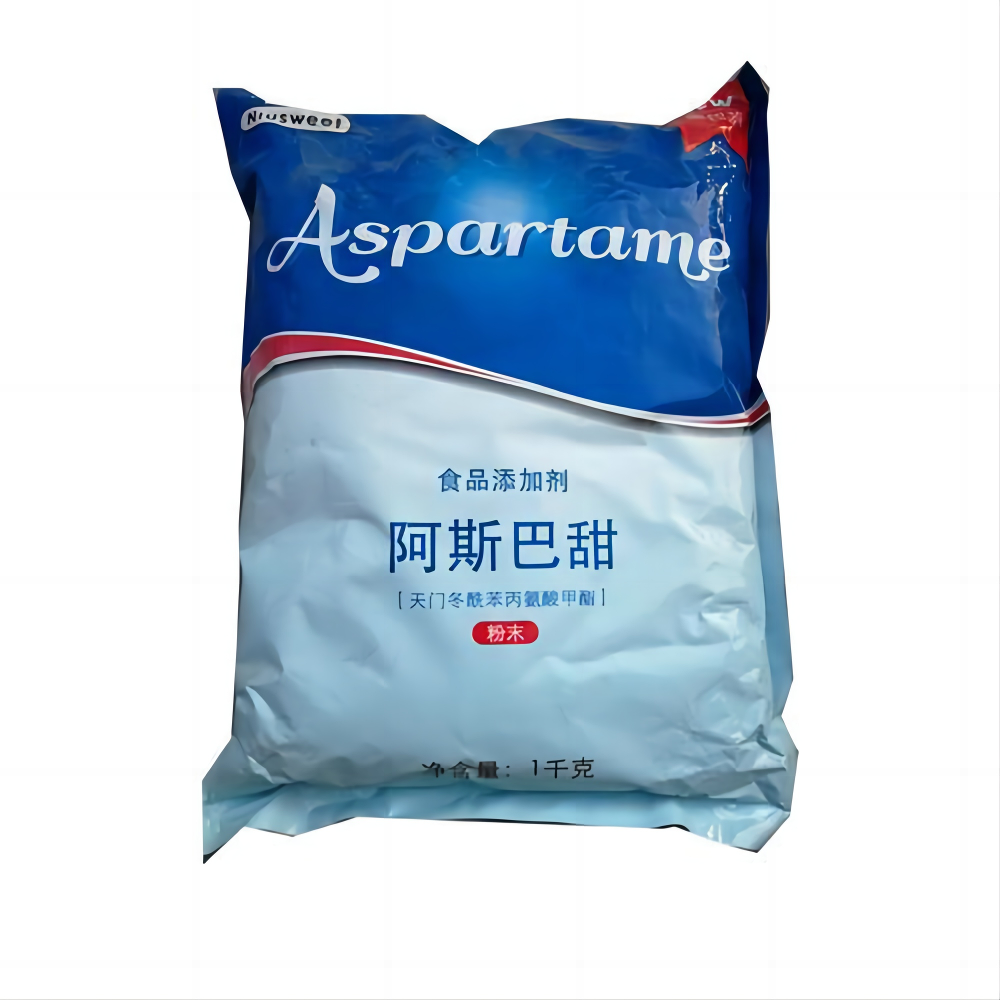 Niusweet
Aspartame
食品添加剂
阿斯巴甜
[天门冬酰苯丙氨酸甲酯]
粉末
净含量：1千克